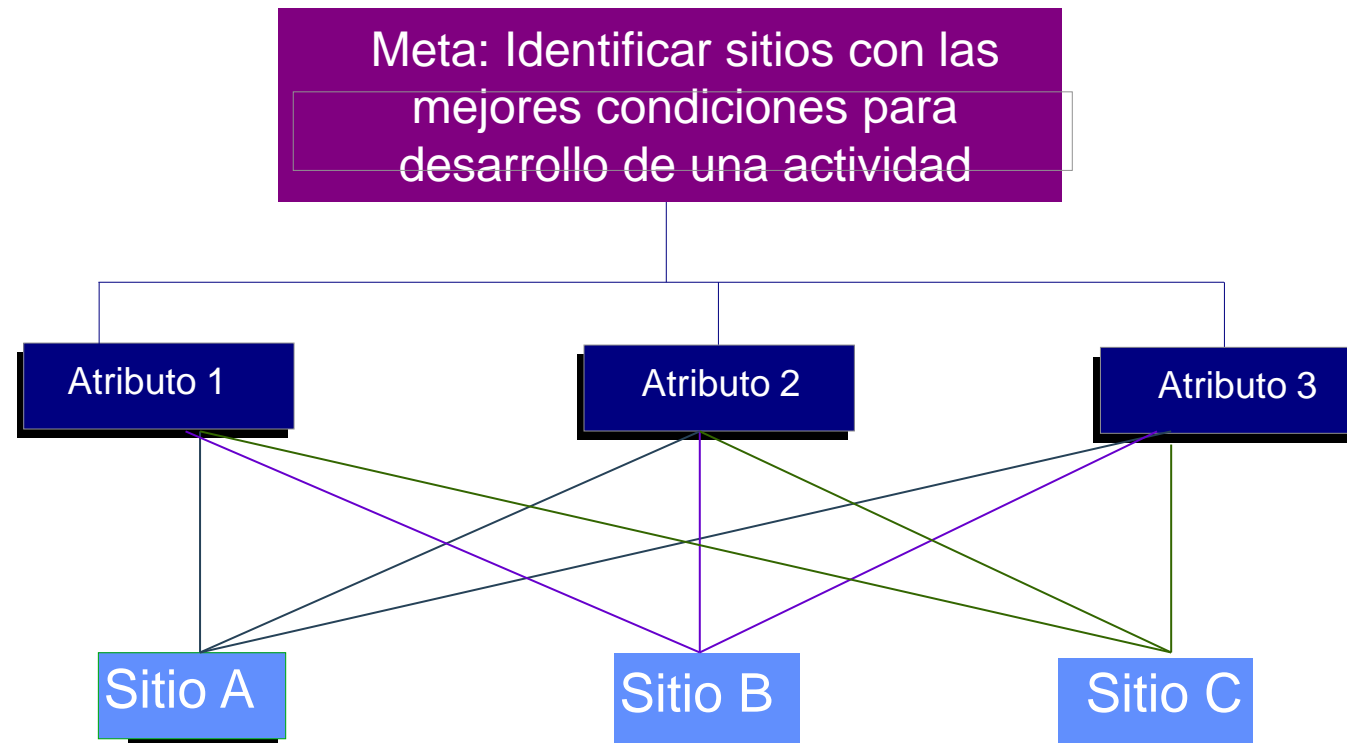 Meta: Identificar sitios con las
mejores condiciones para
desarrollo de una actividad
Atributo 1
Atributo 2
Atributo 3
Sitio A
Sitio B
Sitio C